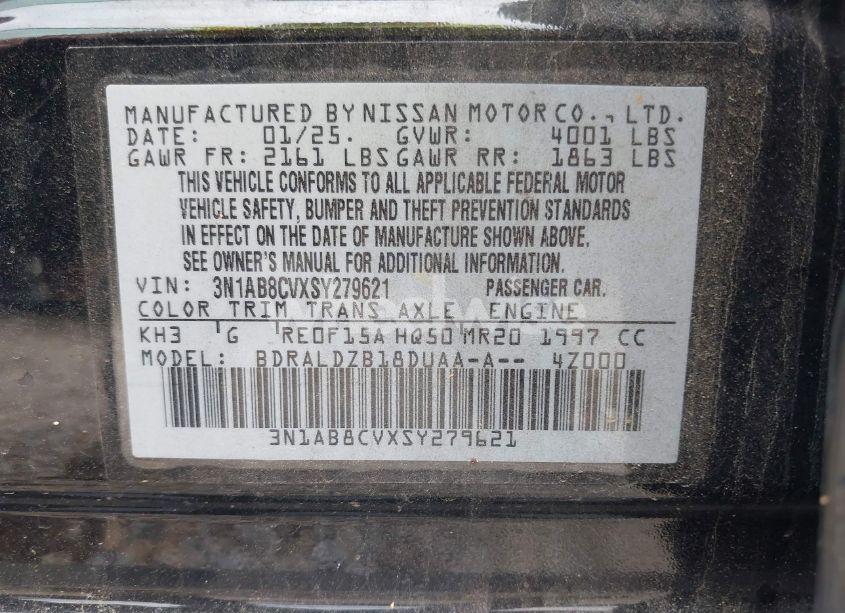 MANUFACTURED BY NISSAN MOTOR CO., LTD.
DATE: 01/25. GVWR: 4001 LBS
GAWR FR: 2161 LBS GAWR RR: 1863 LBS
THIS VEHICLE CONFORMS TO ALL APPLICABLE FEDERAL MOTOR
VEHICLE SAFETY, BUMPER AND THEFT PREVENTION STANDARDS
IN EFFECT ON THE DATE OF MANUFACTURE SHOWN ABOVE.
SEE OWNER'S MANUAL FOR ADDITIONAL INFORMATION.
VIN: 3N1AB8CVXSY279621 PASSENGER CAR.
COLOR TRIM TRANS AXLE ENGINE
KH3 G RE0F15A HQ50 MR20 1997 CC
MODEL: BDRALDZB18DUAA-A-- 4Z000
3N1AB8CVXSY279621